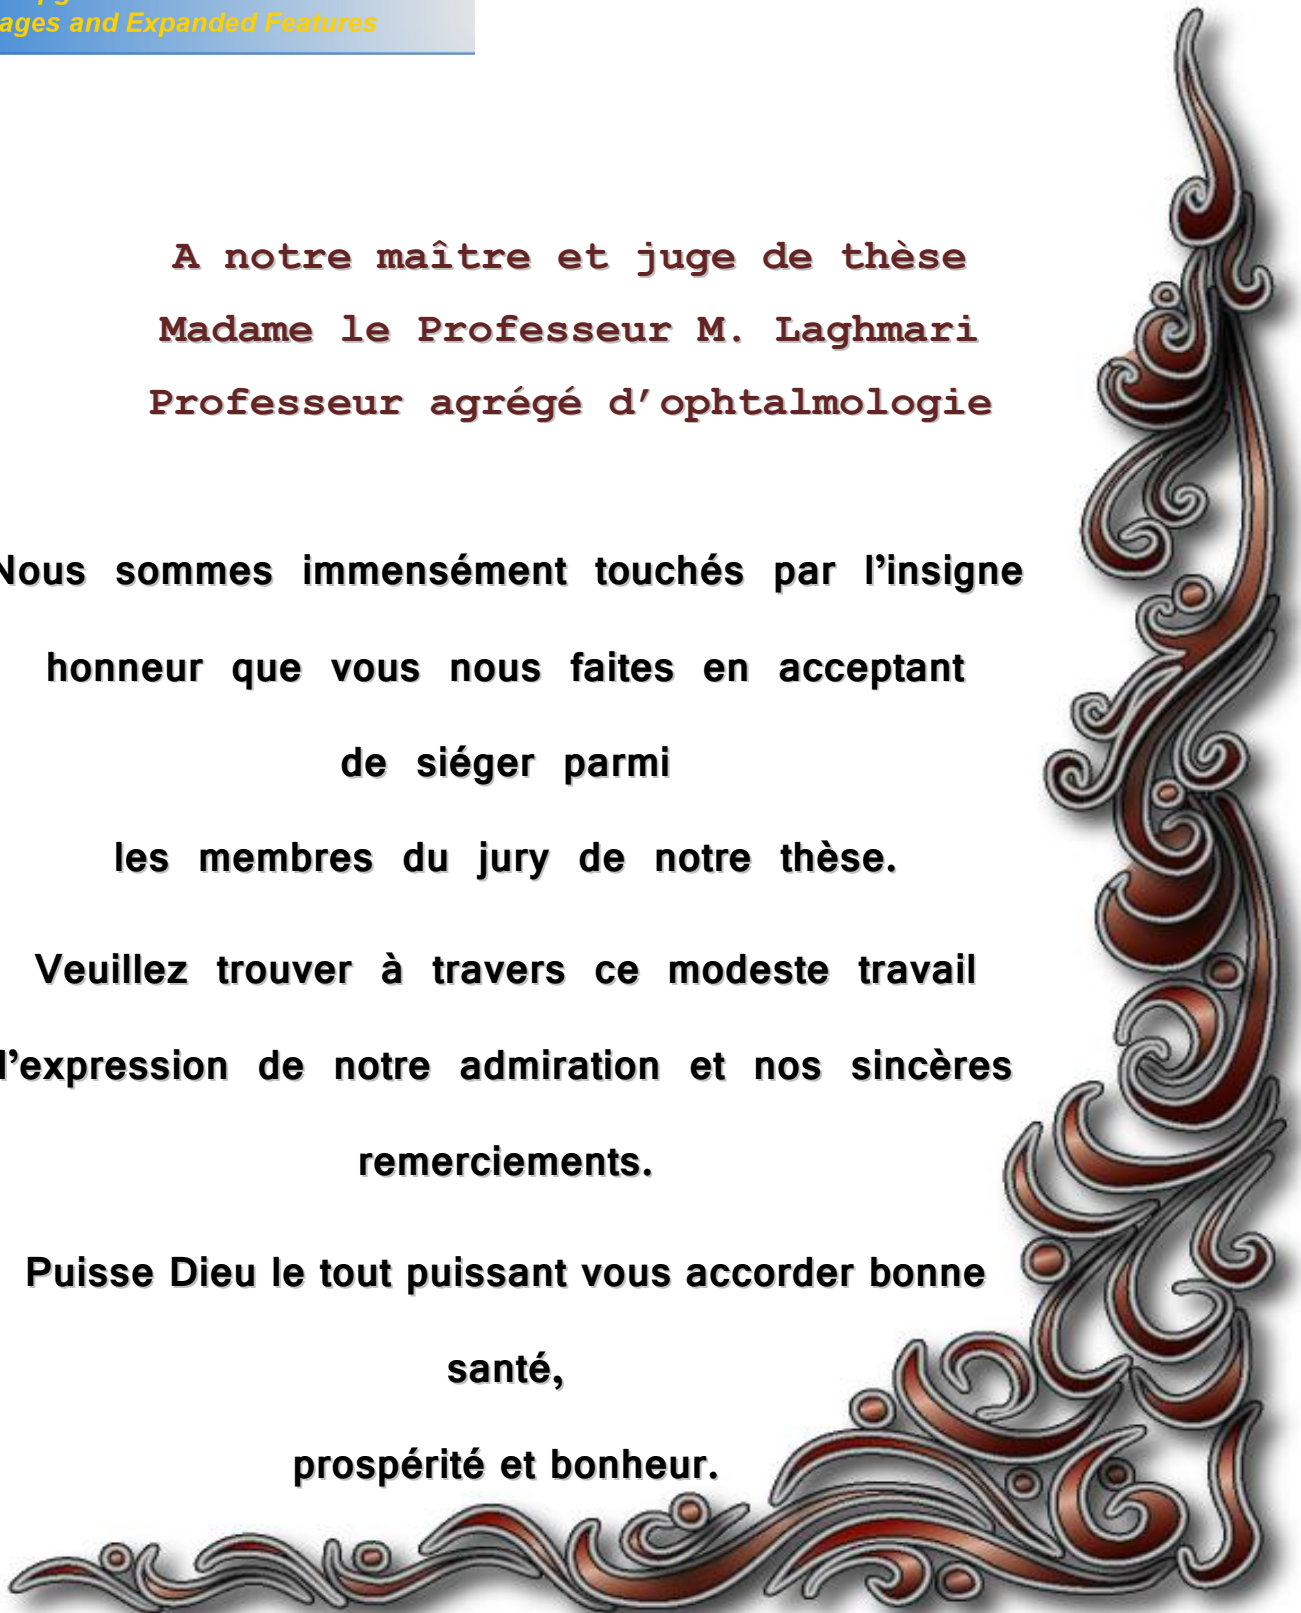 ages and Expanded Features
A notre maître et juge de thèse
Madame le Professeur M. Laghmari
Professeur agrégé d’ophtalmologie
Nous sommes immensément touchés par l’insigne
honneur que vous nous faites en acceptant
de siéger parmi
les membres du jury de notre thèse.
Veuillez trouver à travers ce modeste travail
l’expression de notre admiration et nos sincères
remerciements.
Puisse Dieu le tout puissant vous accorder bonne
santé,
prospérité et bonheur.